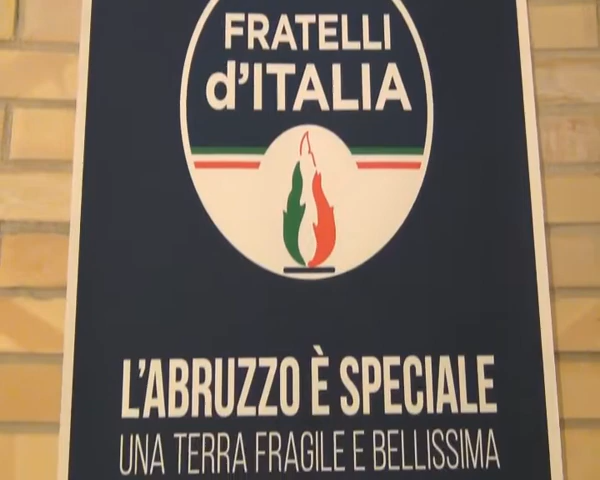 FRATELLI
d'ITALIA
L'ABRUZZO È SPECIALE
UNA TERRA FRAGILE E BELLISSIMA